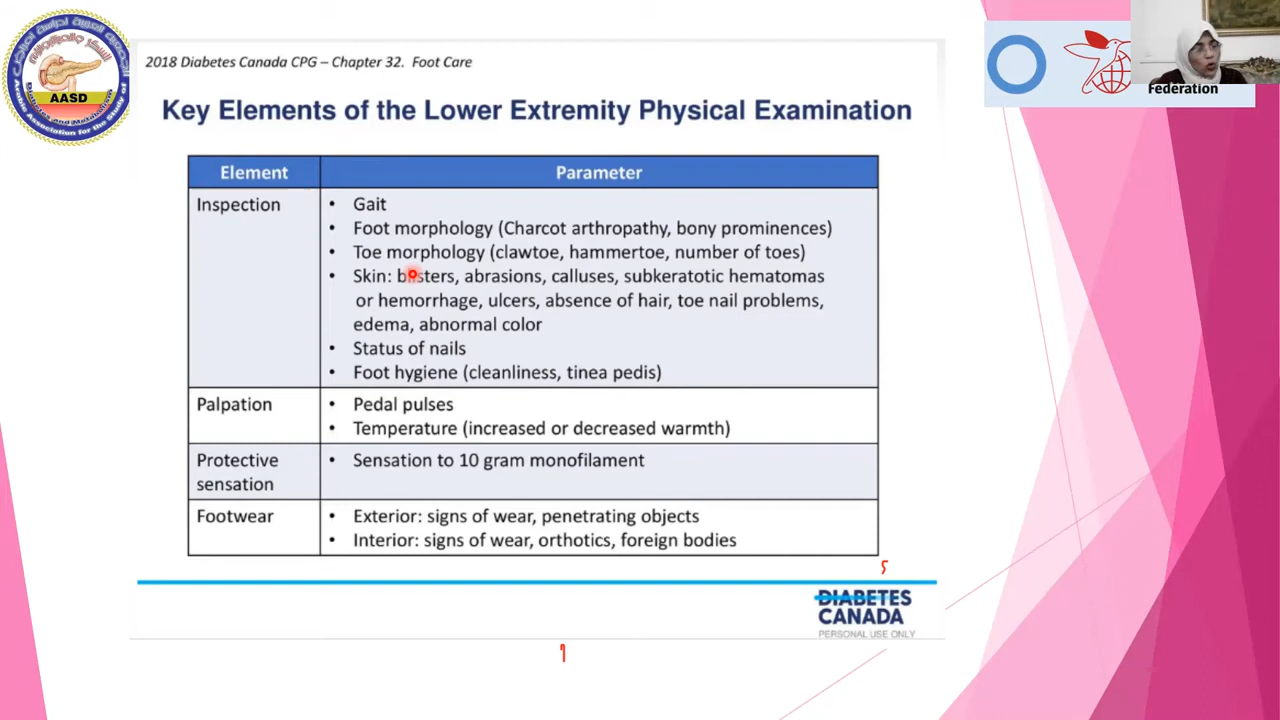 AASD
Federation
2018 Diabetes Canada CPG – Chapter 32. Foot Care
Key Elements of the Lower Extremity Physical Examination
Element Parameter
Inspection • Gait
• Foot morphology (Charcot arthropathy, bony prominences)
• Toe morphology (clawtoe, hammertoe, number of toes)
• Skin: blisters, abrasions, calluses, subkeratotic hematomas
or hemorrhage, ulcers, absence of hair, toe nail problems,
edema, abnormal color
• Status of nails
• Foot hygiene (cleanliness, tinea pedis)
Palpation • Pedal pulses
• Temperature (increased or decreased warmth)
Protective • Sensation to 10 gram monofilament
sensation
Footwear • Exterior: signs of wear, penetrating objects
• Interior: signs of wear, orthotics, foreign bodies
DIABETES
CANADA
PERSONAL USE ONLY